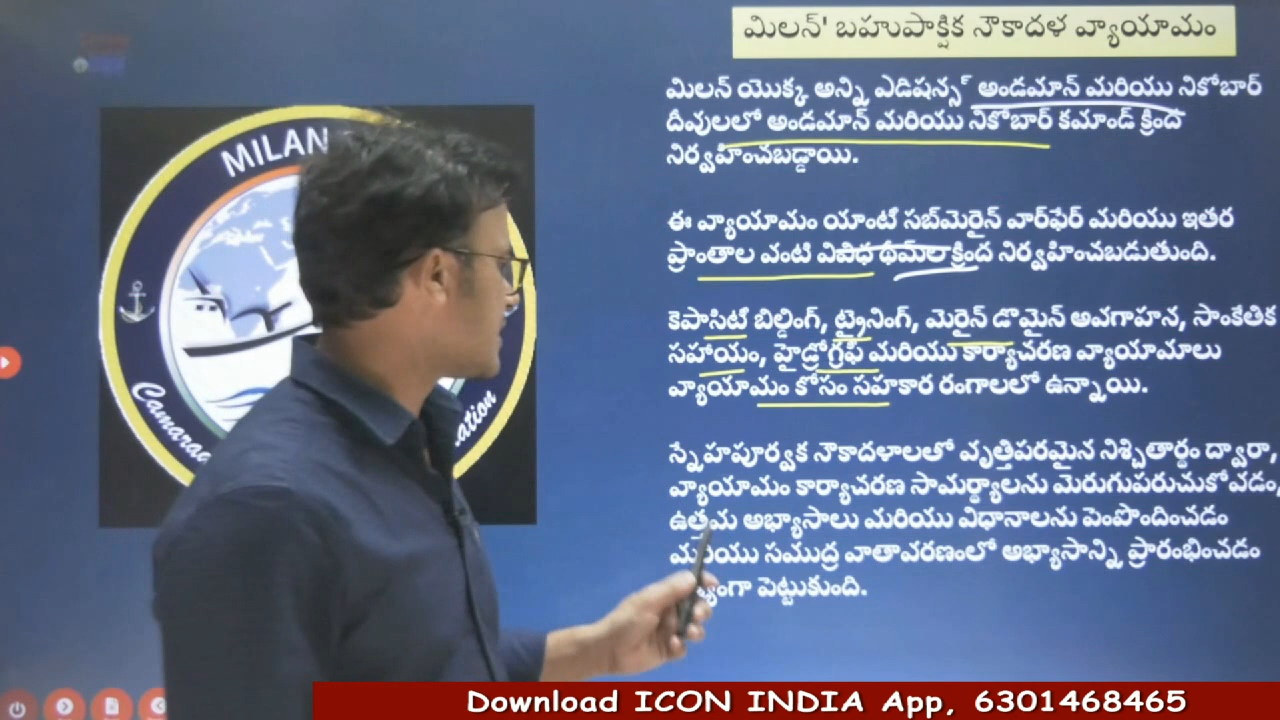 మిలన్' బహుపాక్షిక నౌకాదళ వ్యాయామం
మిలన్ యొక్క అన్ని ఎడిషన్స్ అండమాన్ మరియు నికోబార్
దీవులలో అండమాన్ మరియు నికోబార్ కమాండ్ క్రింద
నిర్వహించబడ్డాయి.
ఈ వ్యాయామం యాంటీ సబ్‌మెరైన్ వార్‌ఫేర్ మరియు ఇతర
ప్రాంతాల వంటి వివిధ థీమ్‌ల క్రింద నిర్వహించబడుతుంది.
కెపాసిటీ బిల్డింగ్, ట్రైనింగ్, మెరైన్ డొమైన్ అవగాహన, సాంకేతిక
సహాయం, హైడ్రోగ్రఫీ మరియు కార్యాచరణ వ్యాయామాలు
వ్యాయామం కోసం సహకార రంగాలలో ఉన్నాయి.
స్నేహపూర్వక నౌకాదళాలతో వృత్తిపరమైన నిశ్చితార్థం ద్వారా,
వ్యాయామం కార్యాచరణ సామర్థ్యాలను మెరుగుపరుచుకోవడం,
ఉత్తమ అభ్యాసాలు మరియు విధానాలను పెంపొందించడం
మరియు సముద్ర వాతావరణంలో అభ్యాసాన్ని ప్రారంభించడం
పెట్టుకుంది.
MILAN
Download ICON INDIA App, 6301468465